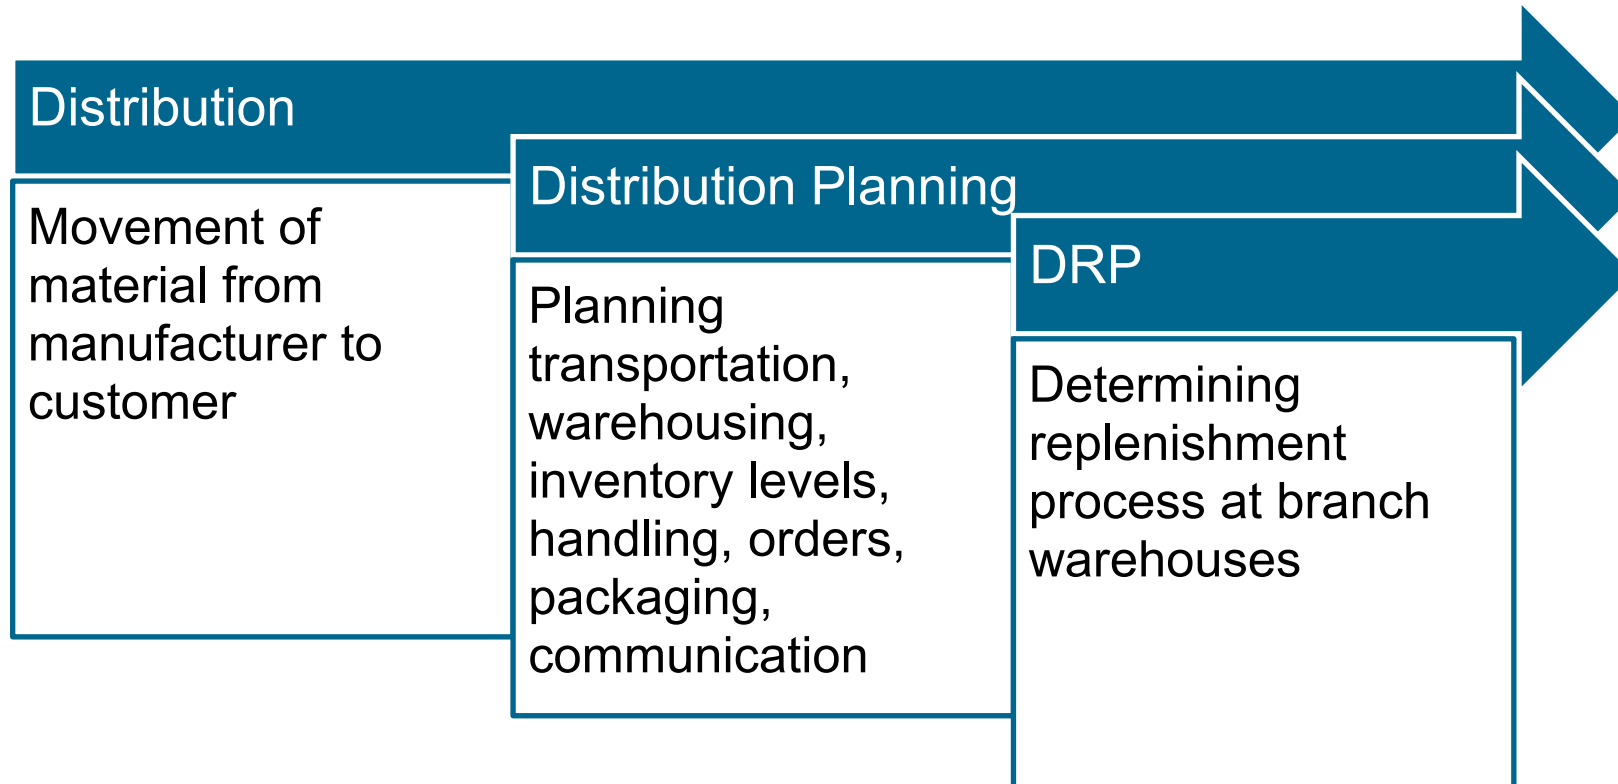 Distribution
Movement of
material from
manufacturer to
customer
Distribution Planning
Planning
transportation,
warehousing,
inventory levels,
handling, orders,
packaging,
communication
DRP
Determining
replenishment
process at branch
warehouses